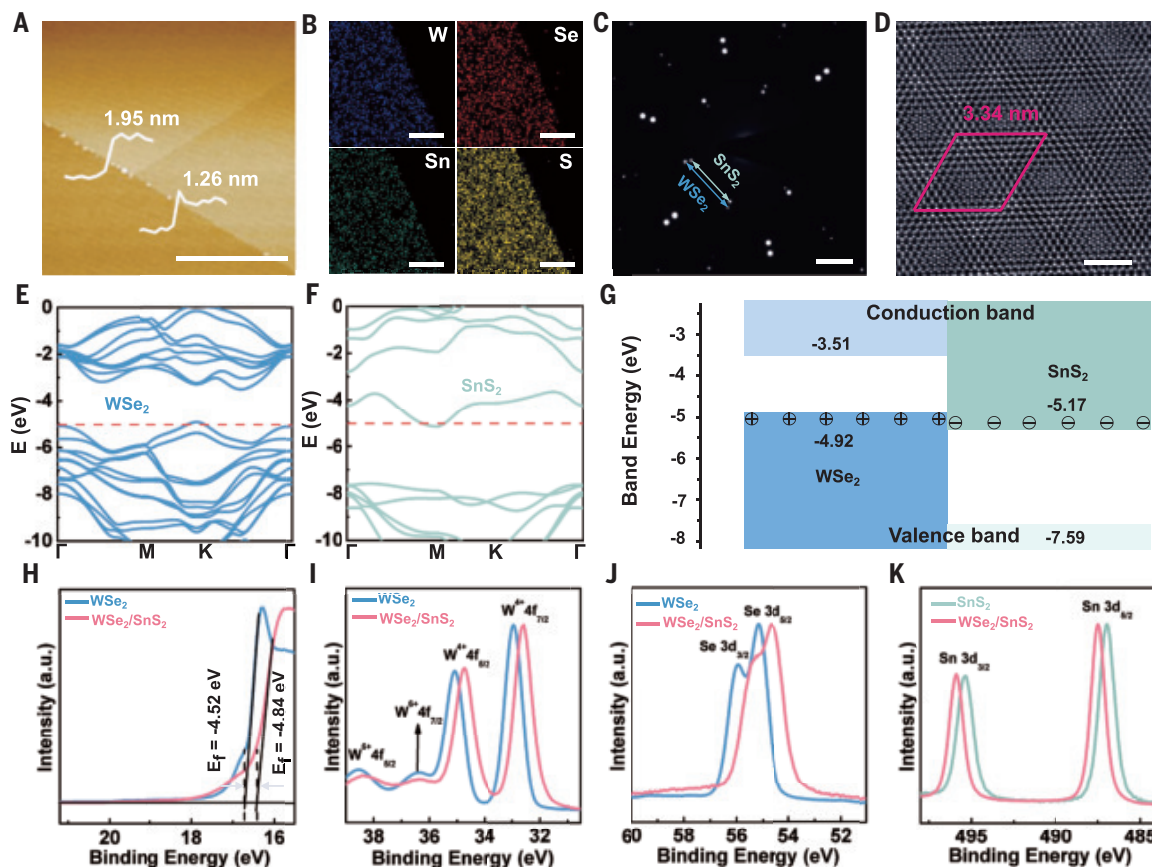 A
1.95 nm
1.26 nm
B
W
Se
Sn
S
C
SnS₂
WSe₂
D
3.34 nm
E
E (eV)
0
-2
-4
-6
-8
-10
WSe₂
Γ M K Γ
F
E (eV)
0
-2
-4
-6
-8
-10
SnS₂
Γ M K Γ
G
Band Energy (eV)
-3
-4
-5
-6
-7
-8
Conduction band
-3.51
SnS₂
-5.17
-4.92
WSe₂
Valence band
-7.59
H
WSe₂
WSe₂/SnS₂
E_f = -4.52 eV
E_f = -4.84 eV
Intensity (a.u.)
20 18 16
Binding Energy (eV)
I
WSe₂
WSe₂/SnS₂
W⁴⁺4f₇/₂
W⁴⁺4f₅/₂
W⁶⁺4f₇/₂
W⁶⁺4f₅/₂
Intensity (a.u.)
38 36 34 32
Binding Energy (eV)
J
WSe₂
WSe₂/SnS₂
Se 3d₅/₂
Se 3d₃/₂
Intensity (a.u.)
60 58 56 54 52
Binding Energy (eV)
K
SnS₂
WSe₂/SnS₂
Sn 3d₅/₂
Sn 3d₃/₂
Intensity (a.u.)
495 490 485
Binding Energy (eV)